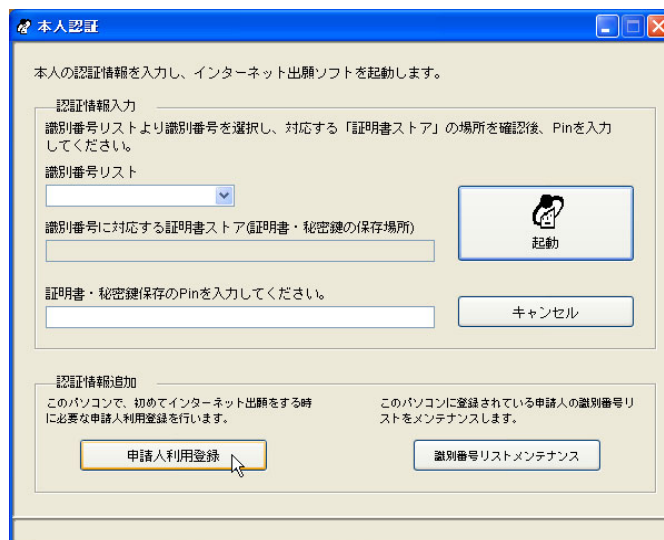 本人認証
本人の認証情報を入力し、インターネット出願ソフトを起動します。
認証情報入力
識別番号リストより識別番号を選択し、対応する「証明書ストア」の場所を確認後、Pinを入力
してください。
識別番号リスト
識別番号に対応する証明書ストア(証明書・秘密鍵の保存場所)
起動
証明書・秘密鍵保存のPinを入力してください。
キャンセル
認証情報追加
このパソコンで、初めてインターネット出願をする時
に必要な申請人利用登録を行います。
このパソコンに登録されている申請人の識別番号リ
ストをメンテナンスします。
申請人利用登録
識別番号リストメンテナンス